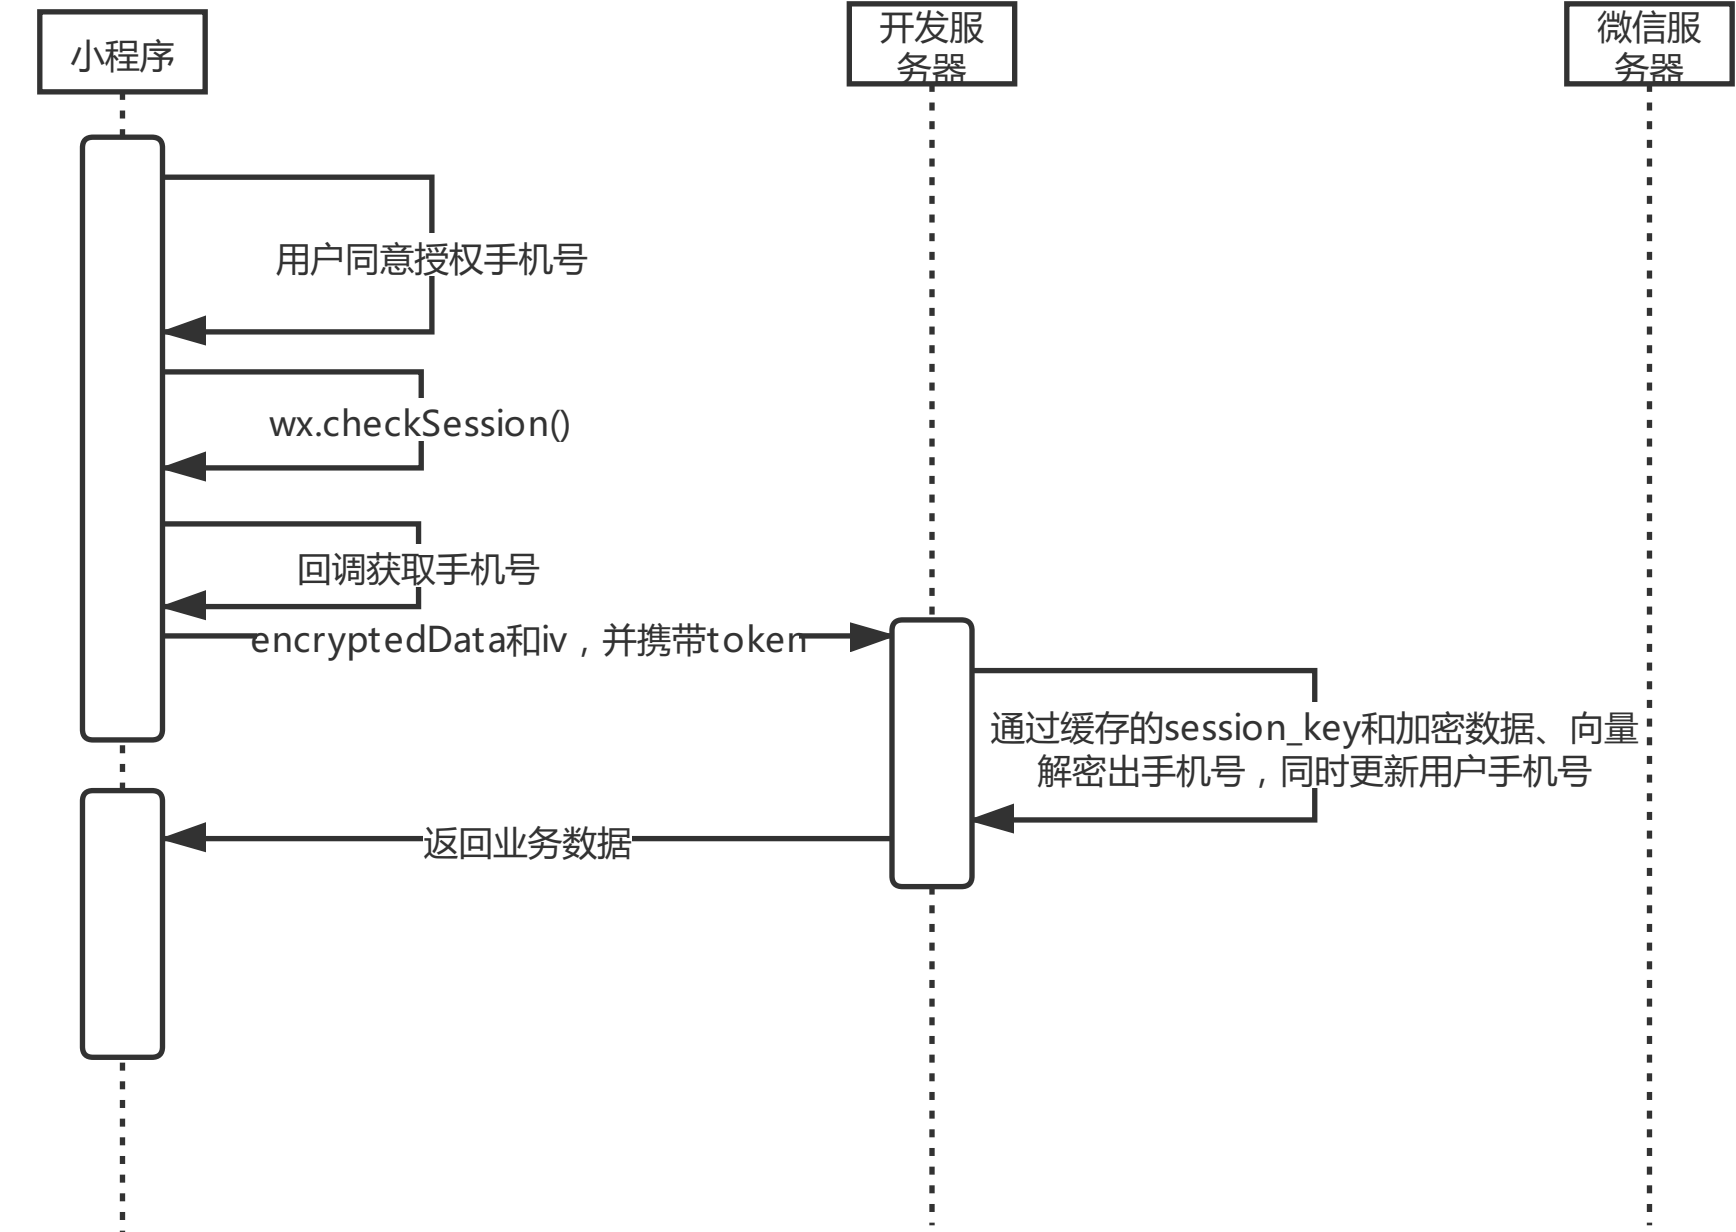 小程序
开发服
务器
微信服
务器
用户同意授权手机号
wx.checkSession()
回调获取手机号
encryptedData和iv，并携带token
通过缓存的session_key和加密数据、向量
解密出手机号，同时更新用户手机号
返回业务数据